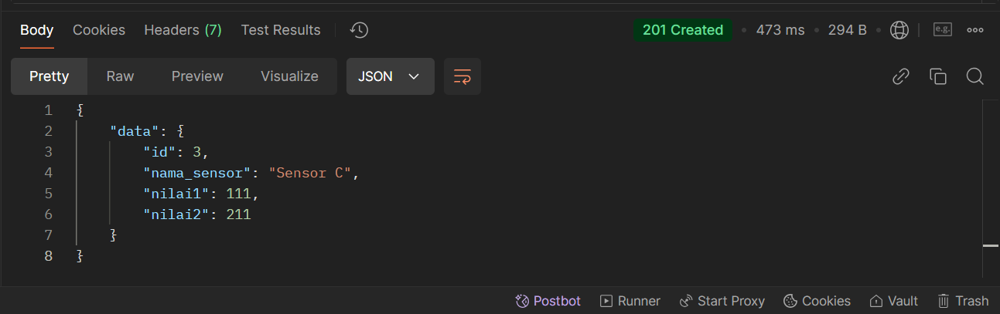 Body Cookies Headers (7) Test Results 201 Created • 473 ms • 294 B • e.g.
Pretty Raw Preview Visualize JSON
1 {
2 "data": {
3 "id": 3,
4 "nama_sensor": "Sensor C",
5 "nilai1": 111,
6 "nilai2": 211
7 }
8 }
Postbot Runner Start Proxy Cookies Vault Trash